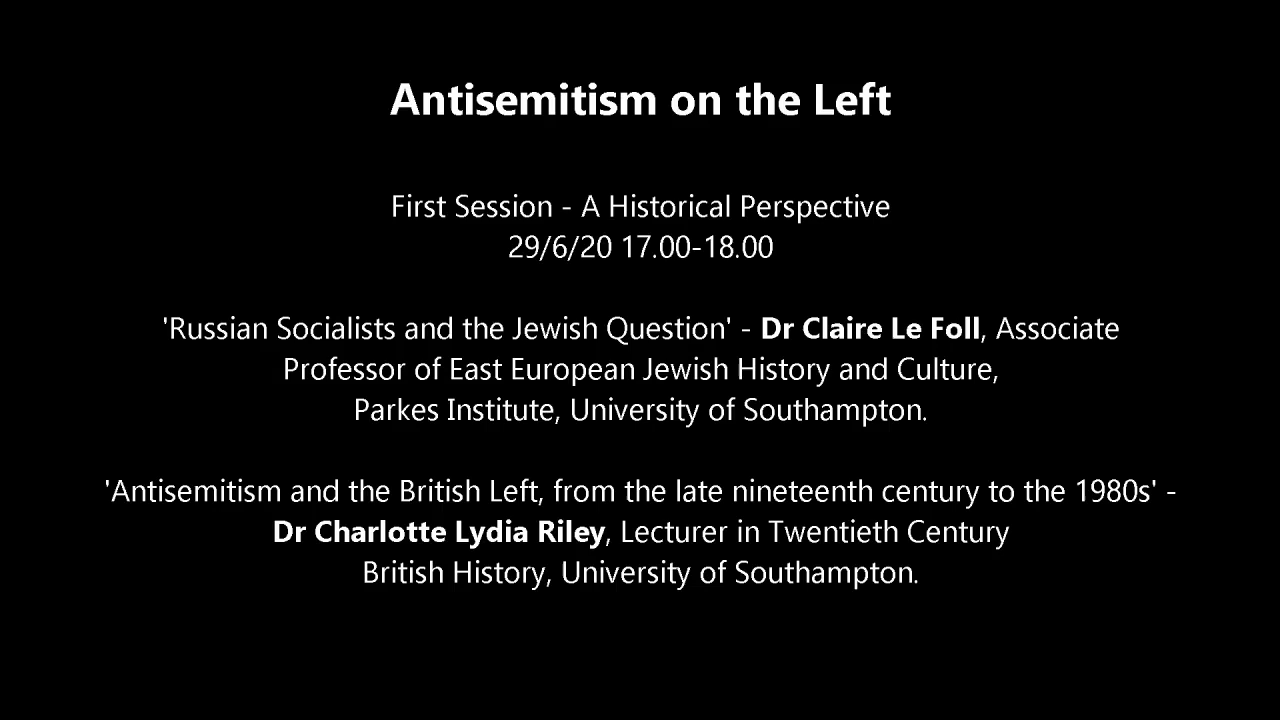 Antisemitism on the Left
First Session - A Historical Perspective
29/6/20 17.00-18.00
'Russian Socialists and the Jewish Question' - Dr Claire Le Foll, Associate
Professor of East European Jewish History and Culture,
Parkes Institute, University of Southampton.
'Antisemitism and the British Left, from the late nineteenth century to the 1980s' -
Dr Charlotte Lydia Riley, Lecturer in Twentieth Century
British History, University of Southampton.